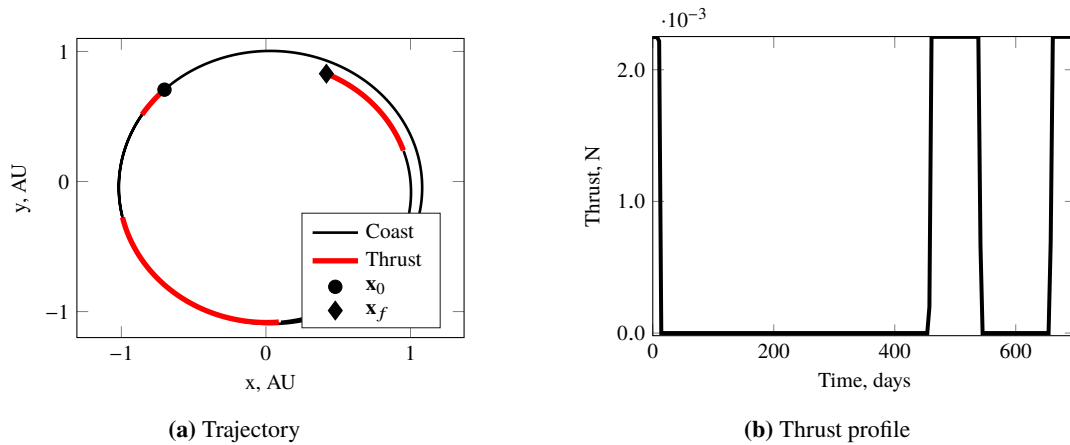 1
0
−1
y, AU
−1
0
1
x, AU
Coast
Thrust
x0
xf
(a) Trajectory
·10−3
2.0
1.0
0.0
Thrust, N
0
200
400
600
Time, days
(b) Thrust profile